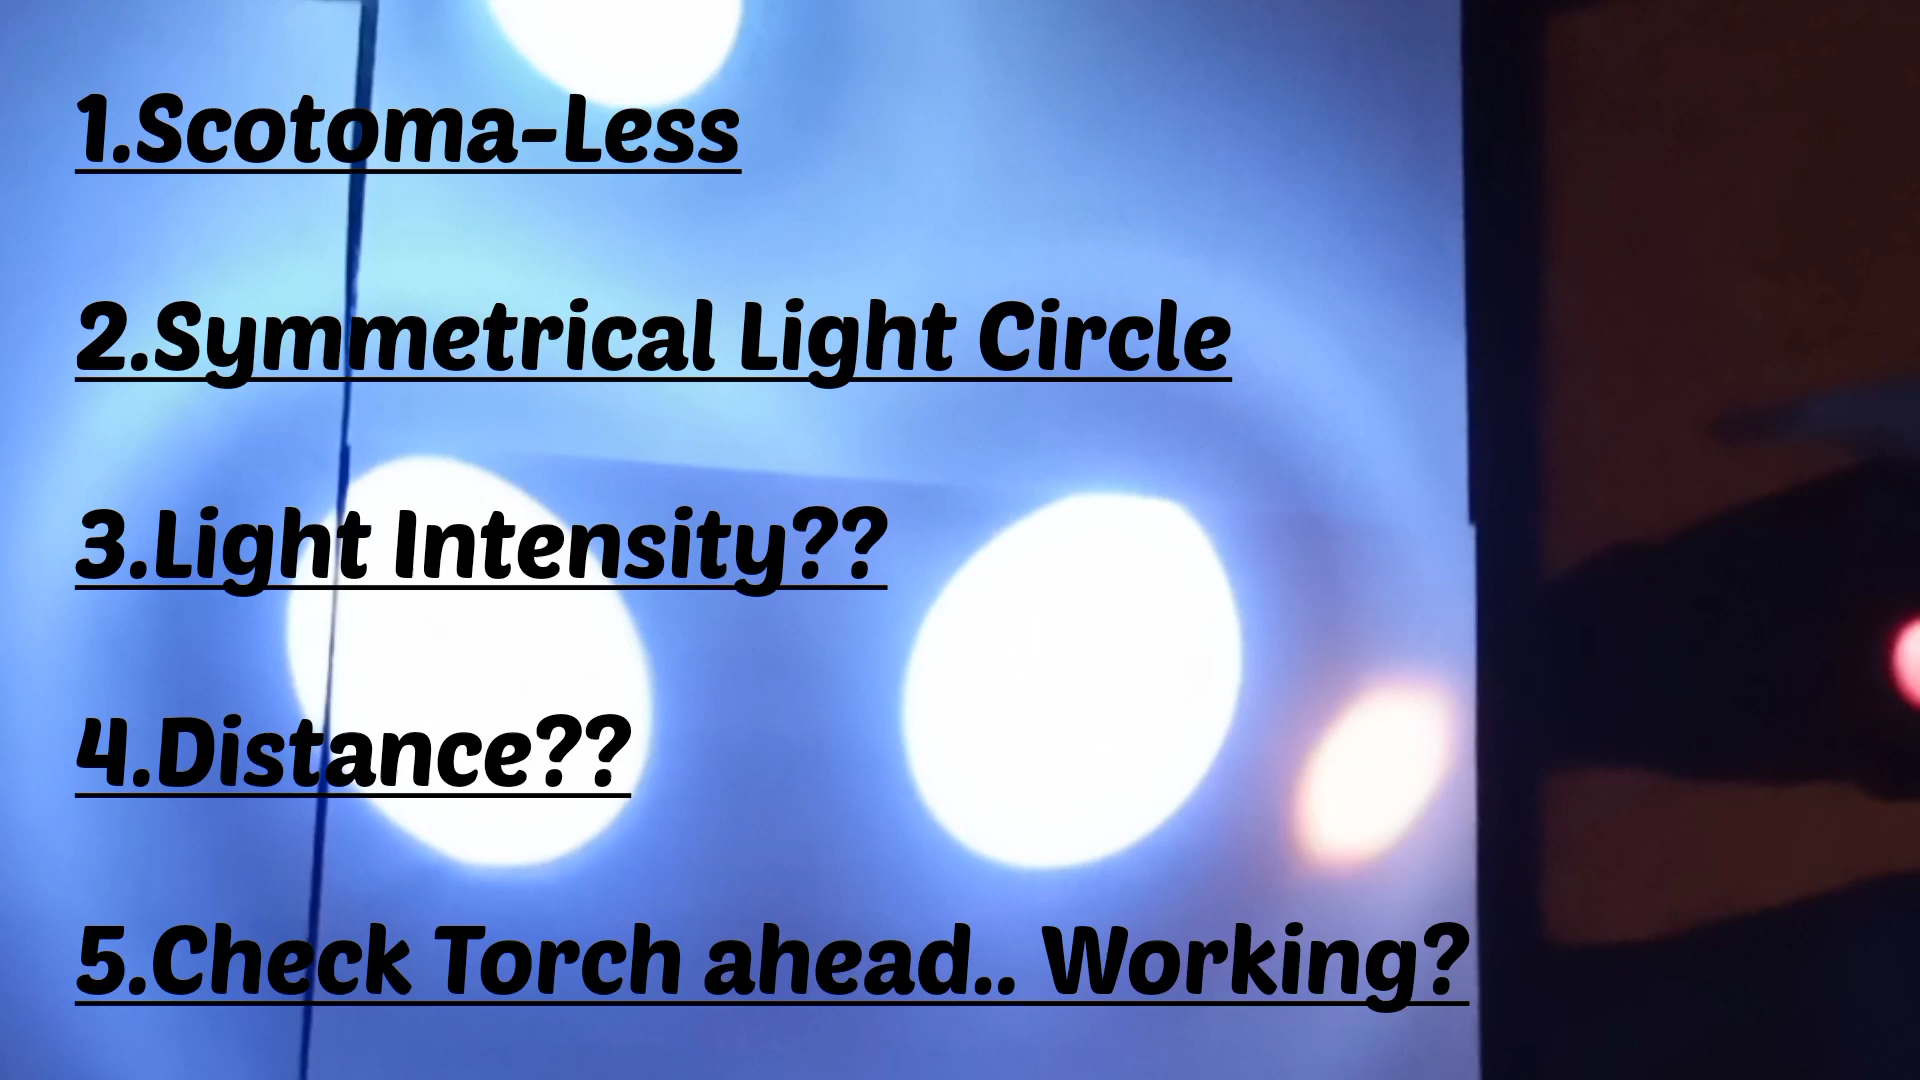 1.Scotoma-Less
2.Symmetrical Light Circle
3.Light Intensity??
4.Distance??
5.Check Torch ahead.. Working?